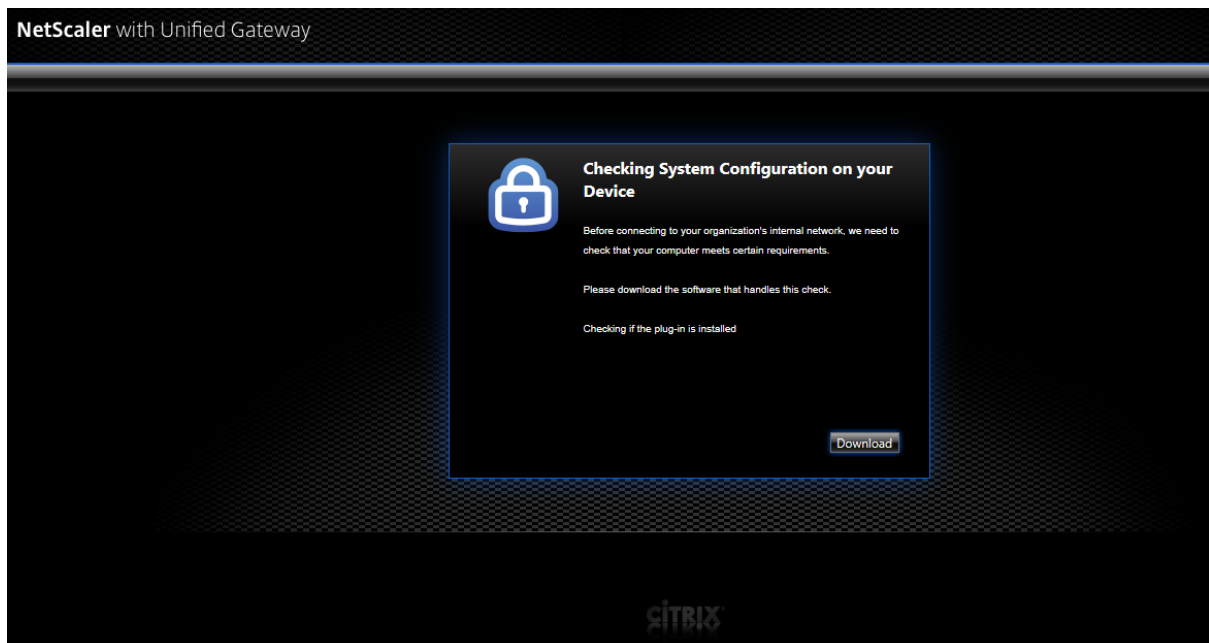 NetScaler with Unified Gateway
Checking System Configuration on your
Device
Before connecting to your organization's internal network, we need to
check that your computer meets certain requirements.
Please download the software that handles this check.
Checking if the plug-in is installed
Download
CITRIX